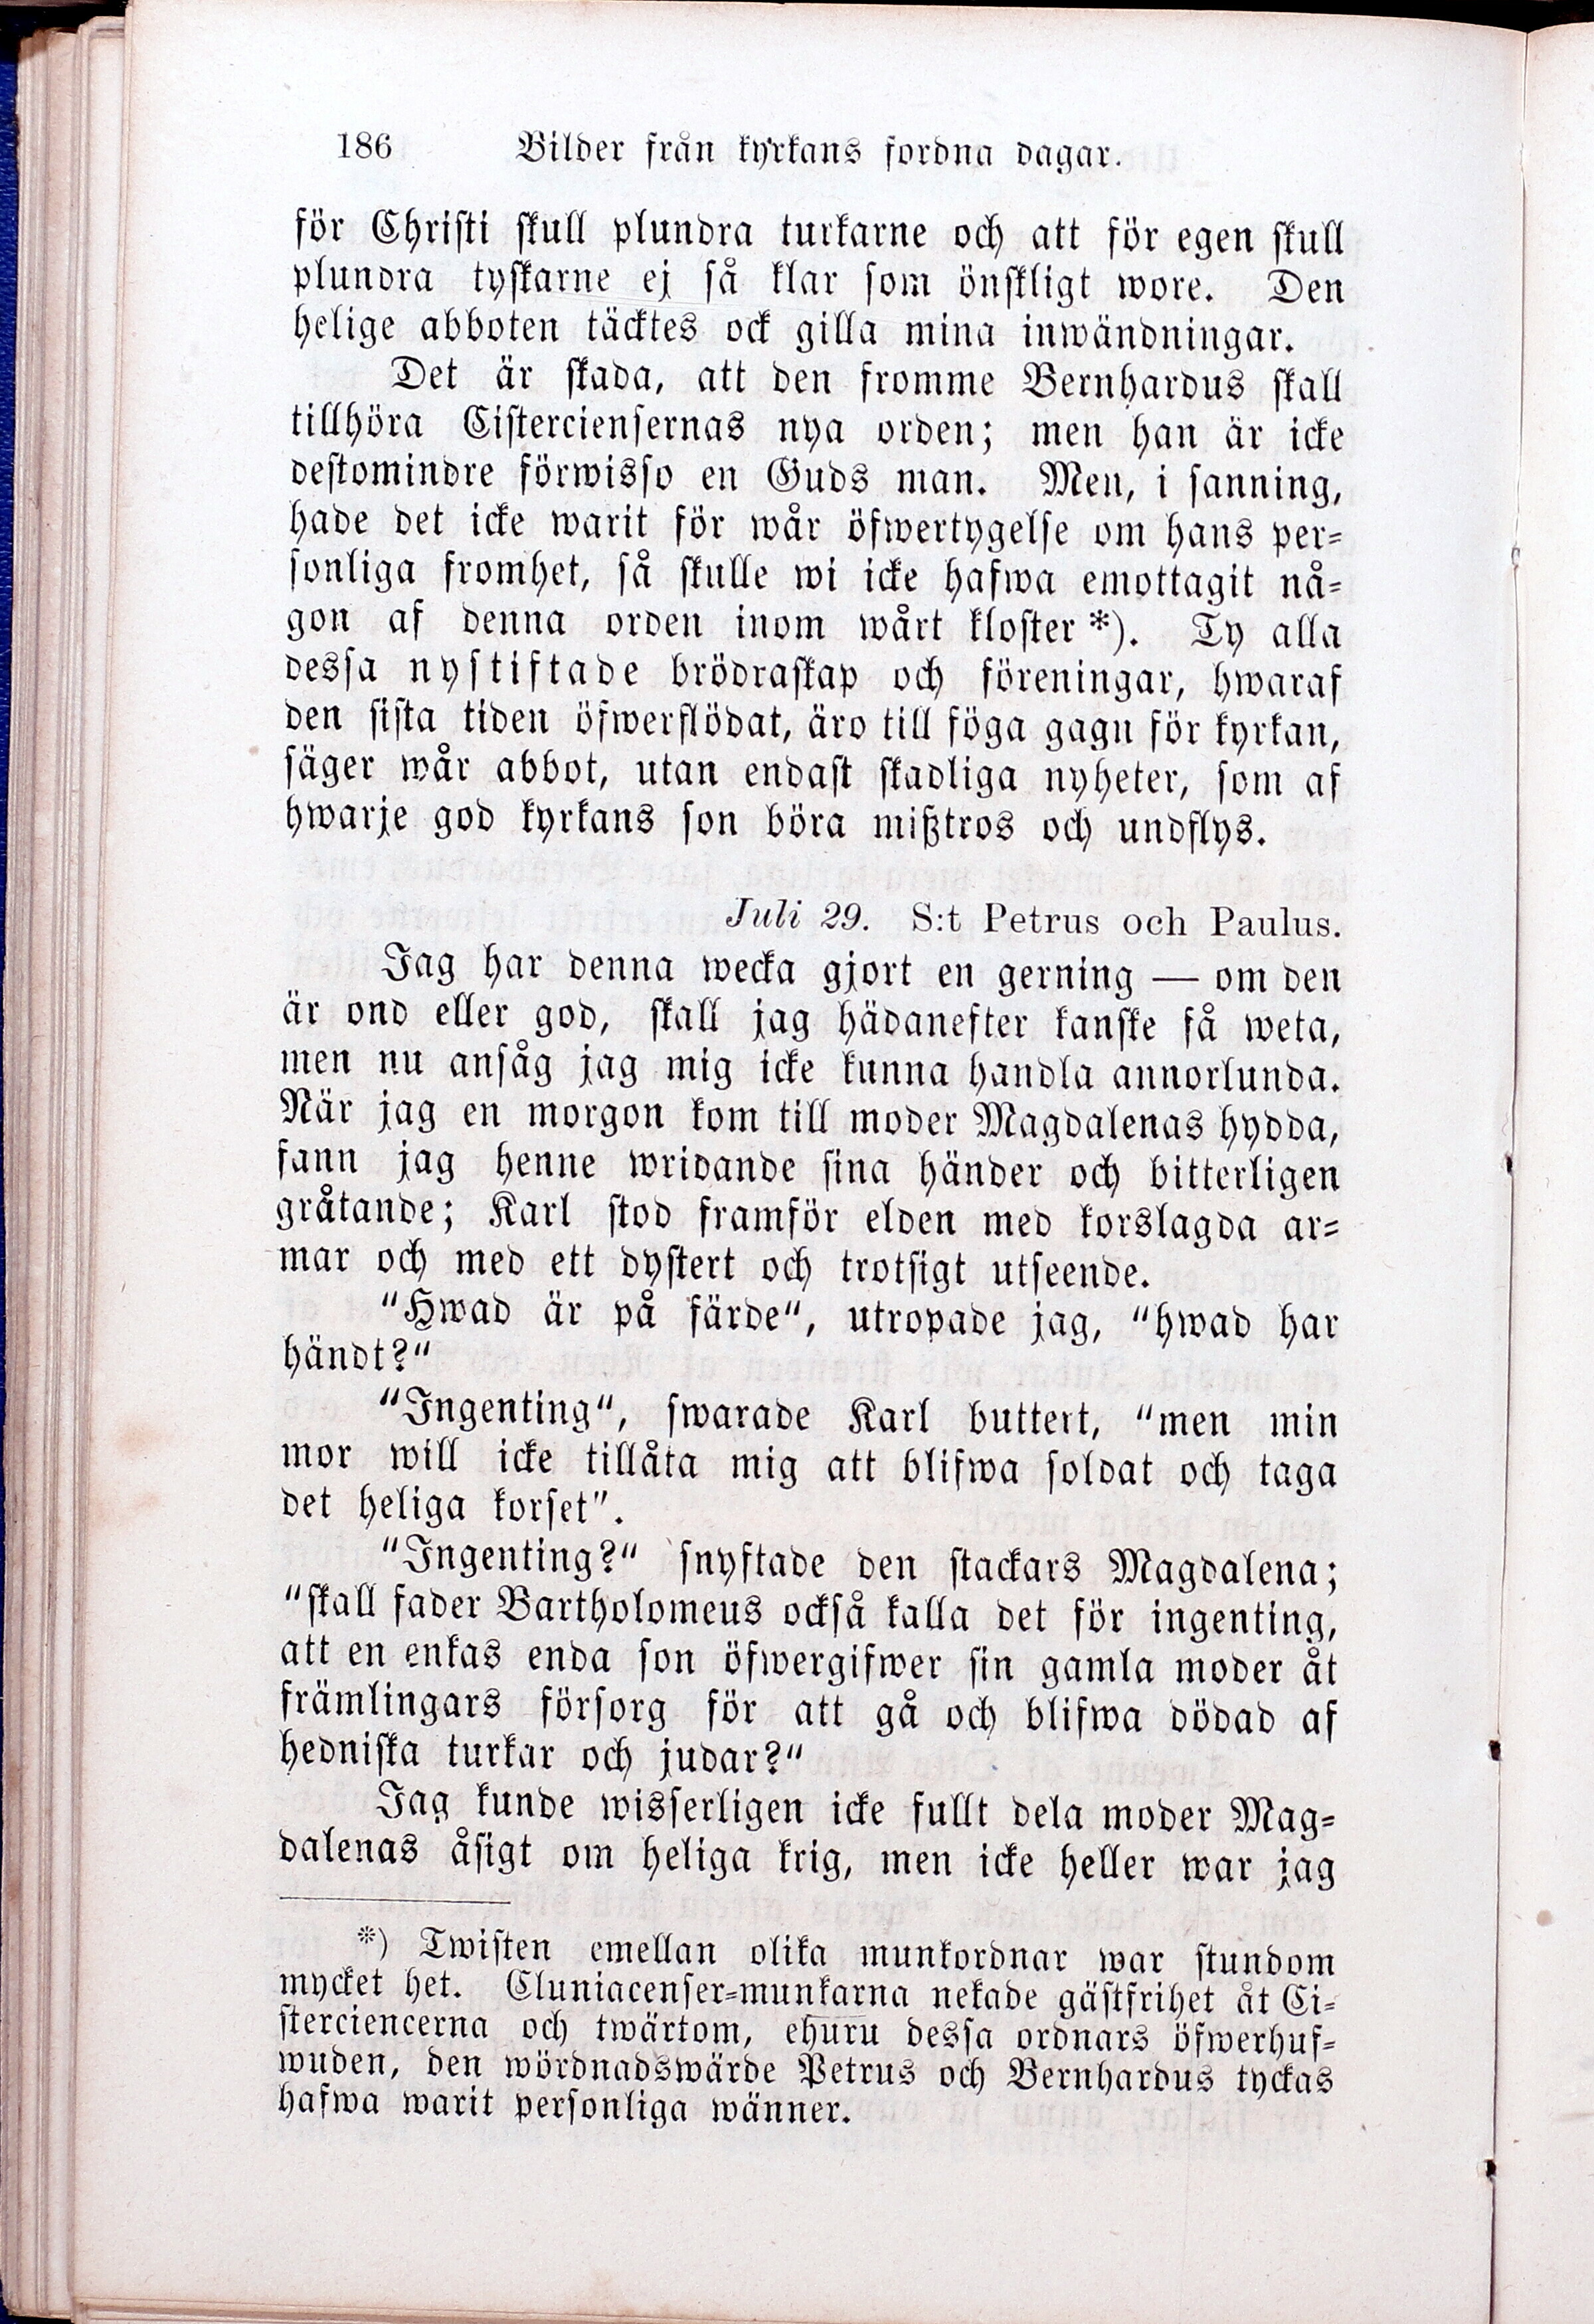 186 Bilder från kyrkans fordna dagar.
för Christi skull plundra turkarne och att för egen skull
plundra tyskarne ej så klar som önskligt wore. Den
helige abboten täcktes ock gilla mina inwändningar.
Det är skada, att den fromme Bernhardus skall
tillhöra Cisterciensernas nya orden; men han är icke
destomindre förwisso en Guds man. Men, i sanning,
hade det icke warit för wår öfwertygelse om hans per-
sonliga fromhet, så skulle wi icke hafwa emottagit nå-
gon af denna orden inom wårt kloster *). Ty alla
dessa nystiftade brödraskap och föreningar, hwaraf
den sista tiden öfwerflödat, äro till föga gagn för kyrkan,
säger wår abbot, utan endast skadliga nyheter, som af
hwarje god kyrkans son böra mißtros och undflys.
Juli 29. S:t Petrus och Paulus.
Jag har denna wecka gjort en gerning — om den
är ond eller god, skall jag hädanefter kanske få weta,
men nu ansåg jag mig icke kunna handla annorlunda.
När jag en morgon kom till moder Magdalenas hydda,
fann jag henne wridande sina händer och bitterligen
gråtande; Karl stod framför elden med korslagda ar-
mar och med ett dystert och trotsigt utseende.
"Hwad är på färde", utropade jag, "hwad har
händt?"
"Ingenting", swarade Karl buttert, "men min
mor will icke tillåta mig att blifwa soldat och taga
det heliga korset".
"Ingenting?" snyftade den stackars Magdalena;
"skall fader Bartholomeus också kalla det för ingenting,
att en enkas enda son öfwergifwer sin gamla moder åt
främlingars försorg för att gå och blifwa dödad af
hedniska turkar och judar?"
Jag kunde wisserligen icke fullt dela moder Mag-
dalenas åsigt om heliga krig, men icke heller war jag
*) Twisten emellan olika munkordnar war stundom
mycket het. Cluniacenser-munkarna nekade gästfrihet åt Ci-
sterciencerna och twärtom, ehuru dessa ordnars öfwerhuf-
wuden, den wördnadswärde Petrus och Bernhardus tyckas
hafwa warit personliga wänner.